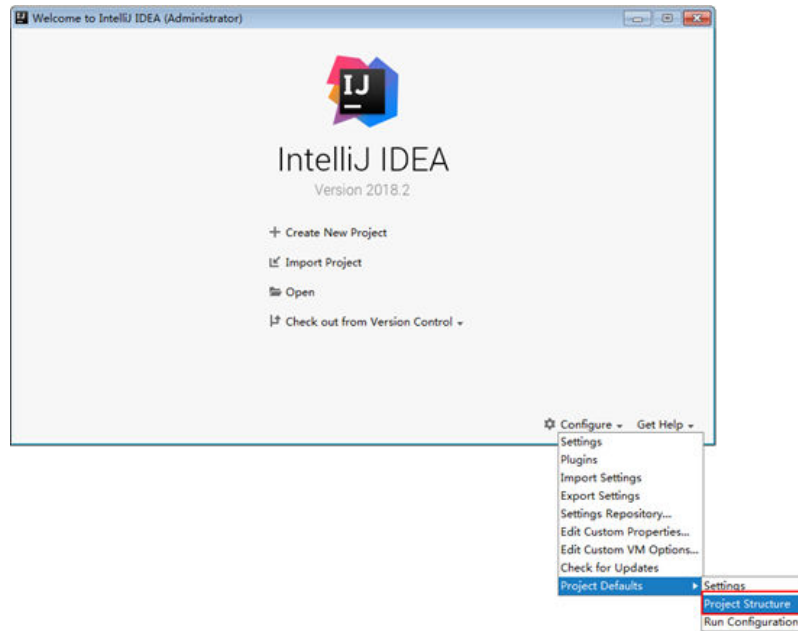 Welcome to IntelliJ IDEA (Administrator)
IJ
IntelliJ IDEA
Version 2018.2
Create New Project
Import Project
Open
Check out from Version Control
Configure Get Help
Settings
Plugins
Import Settings
Export Settings
Settings Repository...
Edit Custom Properties...
Edit Custom VM Options...
Check for Updates
Project Defaults Settings
Project Structure
Run Configuration